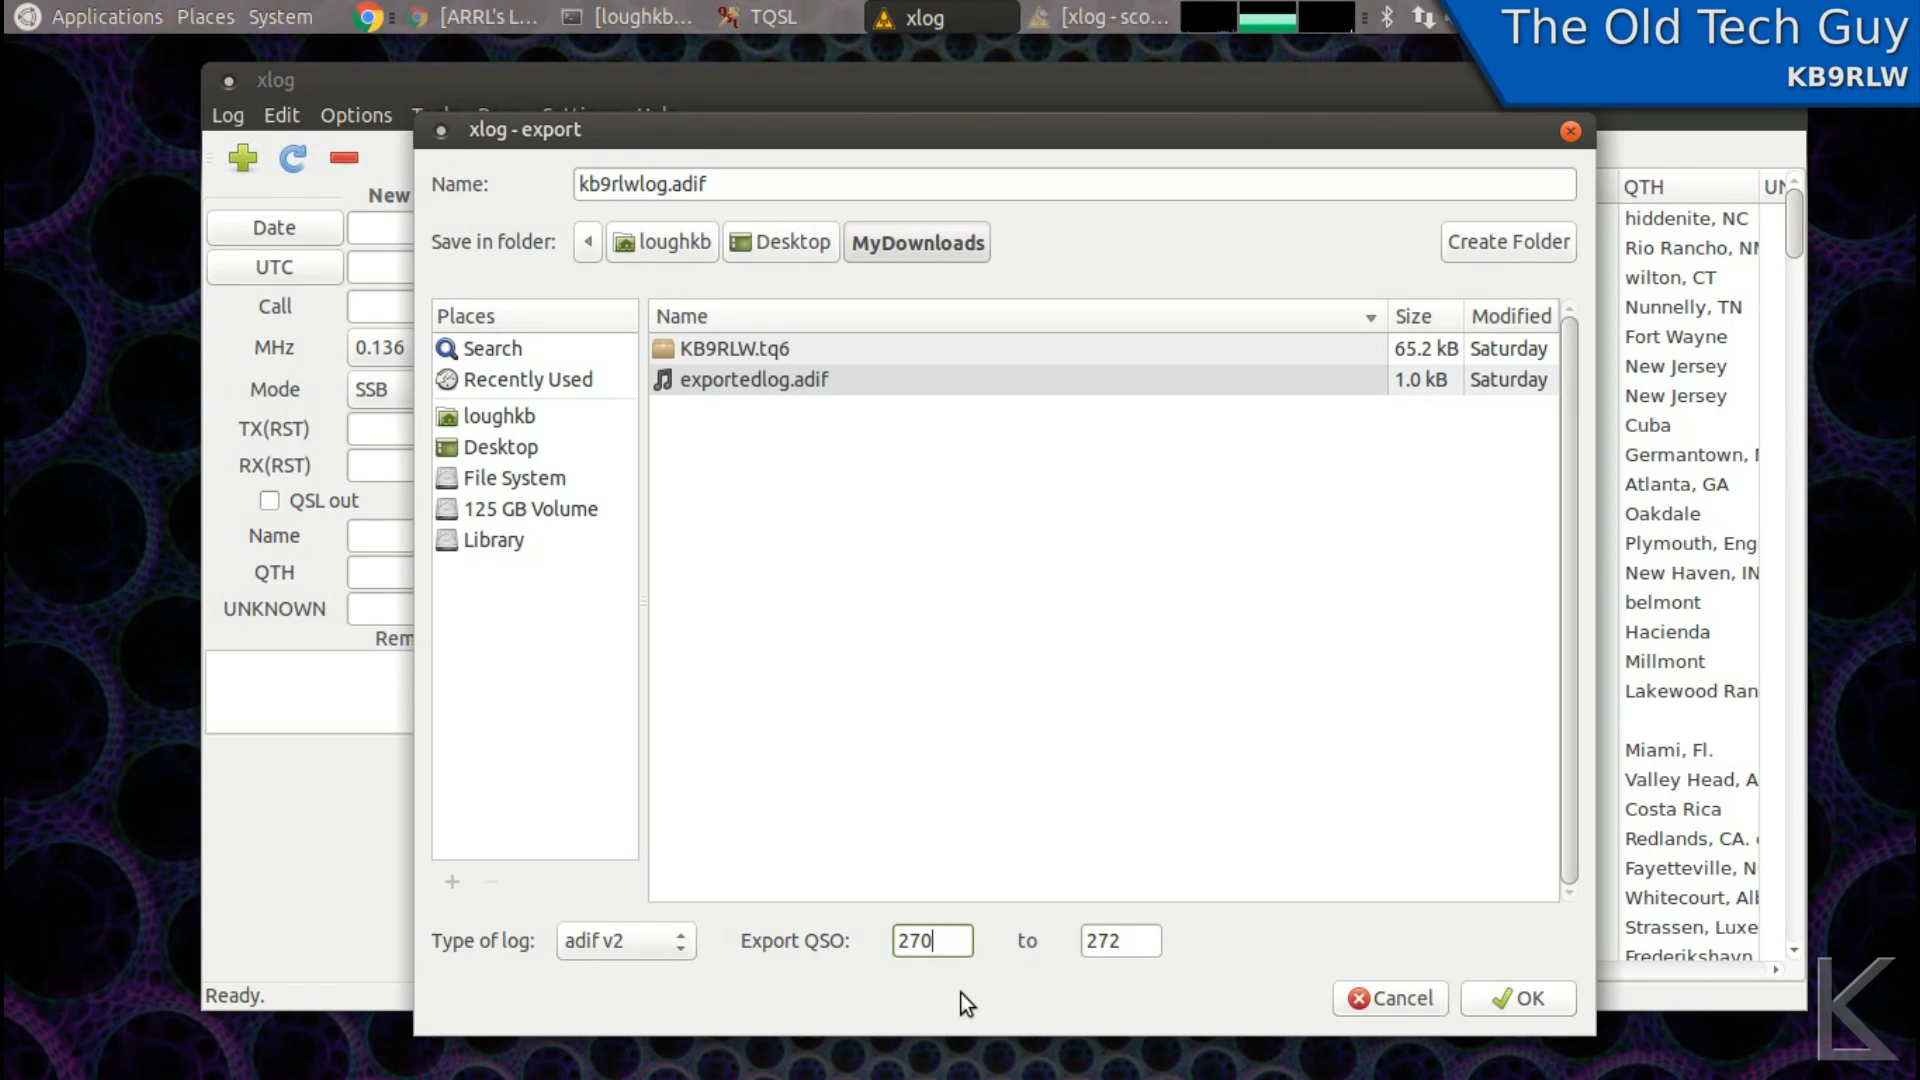 Applications Places System [ARRL's L... [loughkb... TQSL xlog [xlog - sco...
The Old Tech Guy
KB9RLW
xlog
Log Edit Options
xlog - export
Name: kb9rlwlog.adif
Save in folder: loughkb Desktop MyDownloads Create Folder
New
Date
UTC
Call
MHz 0.136
Mode SSB
TX(RST)
RX(RST)
QSL out
Name
QTH
UNKNOWN
Rem
Ready.
Places
Search
Recently Used
loughkb
Desktop
File System
125 GB Volume
Library
Name Size Modified
KB9RLW.tq6 65.2 kB Saturday
exportedlog.adif 1.0 kB Saturday
Type of log: adif v2 Export QSO: 270 to 272
Cancel OK
QTH UN
hiddenite, NC
Rio Rancho, NM
wilton, CT
Nunnelly, TN
Fort Wayne
New Jersey
New Jersey
Cuba
Germantown,
Atlanta, GA
Oakdale
Plymouth, Eng
New Haven, IN
belmont
Hacienda
Millmont
Lakewood Ran
Miami, Fl.
Valley Head, A
Costa Rica
Redlands, CA.
Fayetteville, N
Whitecourt, Alb
Strassen, Luxe
Frederikshavn
K